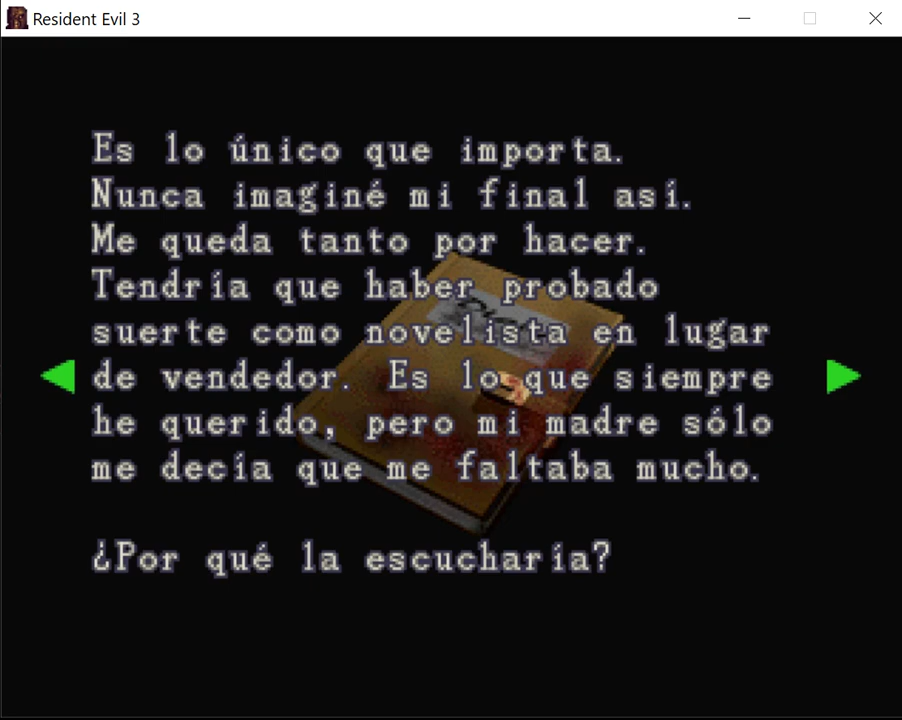 Resident Evil 3
Es lo único que importa.
Nunca imaginé mi final así.
Me queda tanto por hacer.
Tendría que haber probado
suerte como novelista en lugar
de vendedor. Es lo que siempre
he querido, pero mi madre sólo
me decía que me faltaba mucho.
¿Por qué la escucharía?